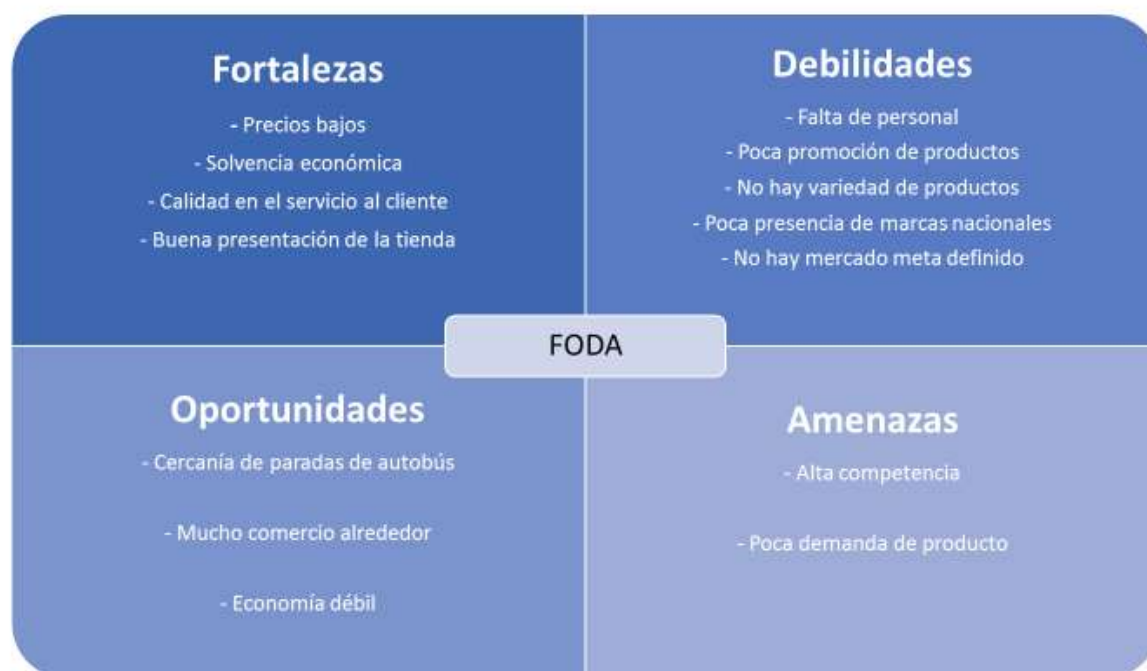 Fortalezas
- Precios bajos
- Solvencia económica
- Calidad en el servicio al cliente
- Buena presentación de la tienda
Debilidades
- Falta de personal
- Poca promoción de productos
- No hay variedad de productos
- Poca presencia de marcas nacionales
- No hay mercado meta definido
FODA
Oportunidades
- Cercanía de paradas de autobús
- Mucho comercio alrededor
- Economía débil
Amenazas
- Alta competencia
- Poca demanda de producto